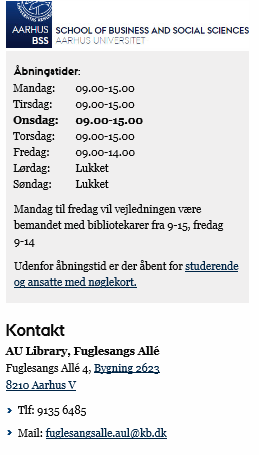 AARHUS
BSS
SCHOOL OF BUSINESS AND SOCIAL SCIENCES
AARHUS UNIVERSITET
Åbningstider:
Mandag: 09.00-15.00
Tirsdag: 09.00-15.00
Onsdag: 09.00-15.00
Torsdag: 09.00-15.00
Fredag: 09.00-14.00
Lørdag: Lukket
Søndag: Lukket
Mandag til fredag vil vejledningen være
bemandet med bibliotekarer fra 9-15, fredag
9-14
Udenfor åbningstid er der åbent for studerende
og ansatte med nøglekort.
Kontakt
AU Library, Fuglesangs Allé
Fuglesangs Allé 4, Bygning 2623
8210 Aarhus V
Tlf: 9135 6485
Mail: fuglesangsalle.aul@kb.dk